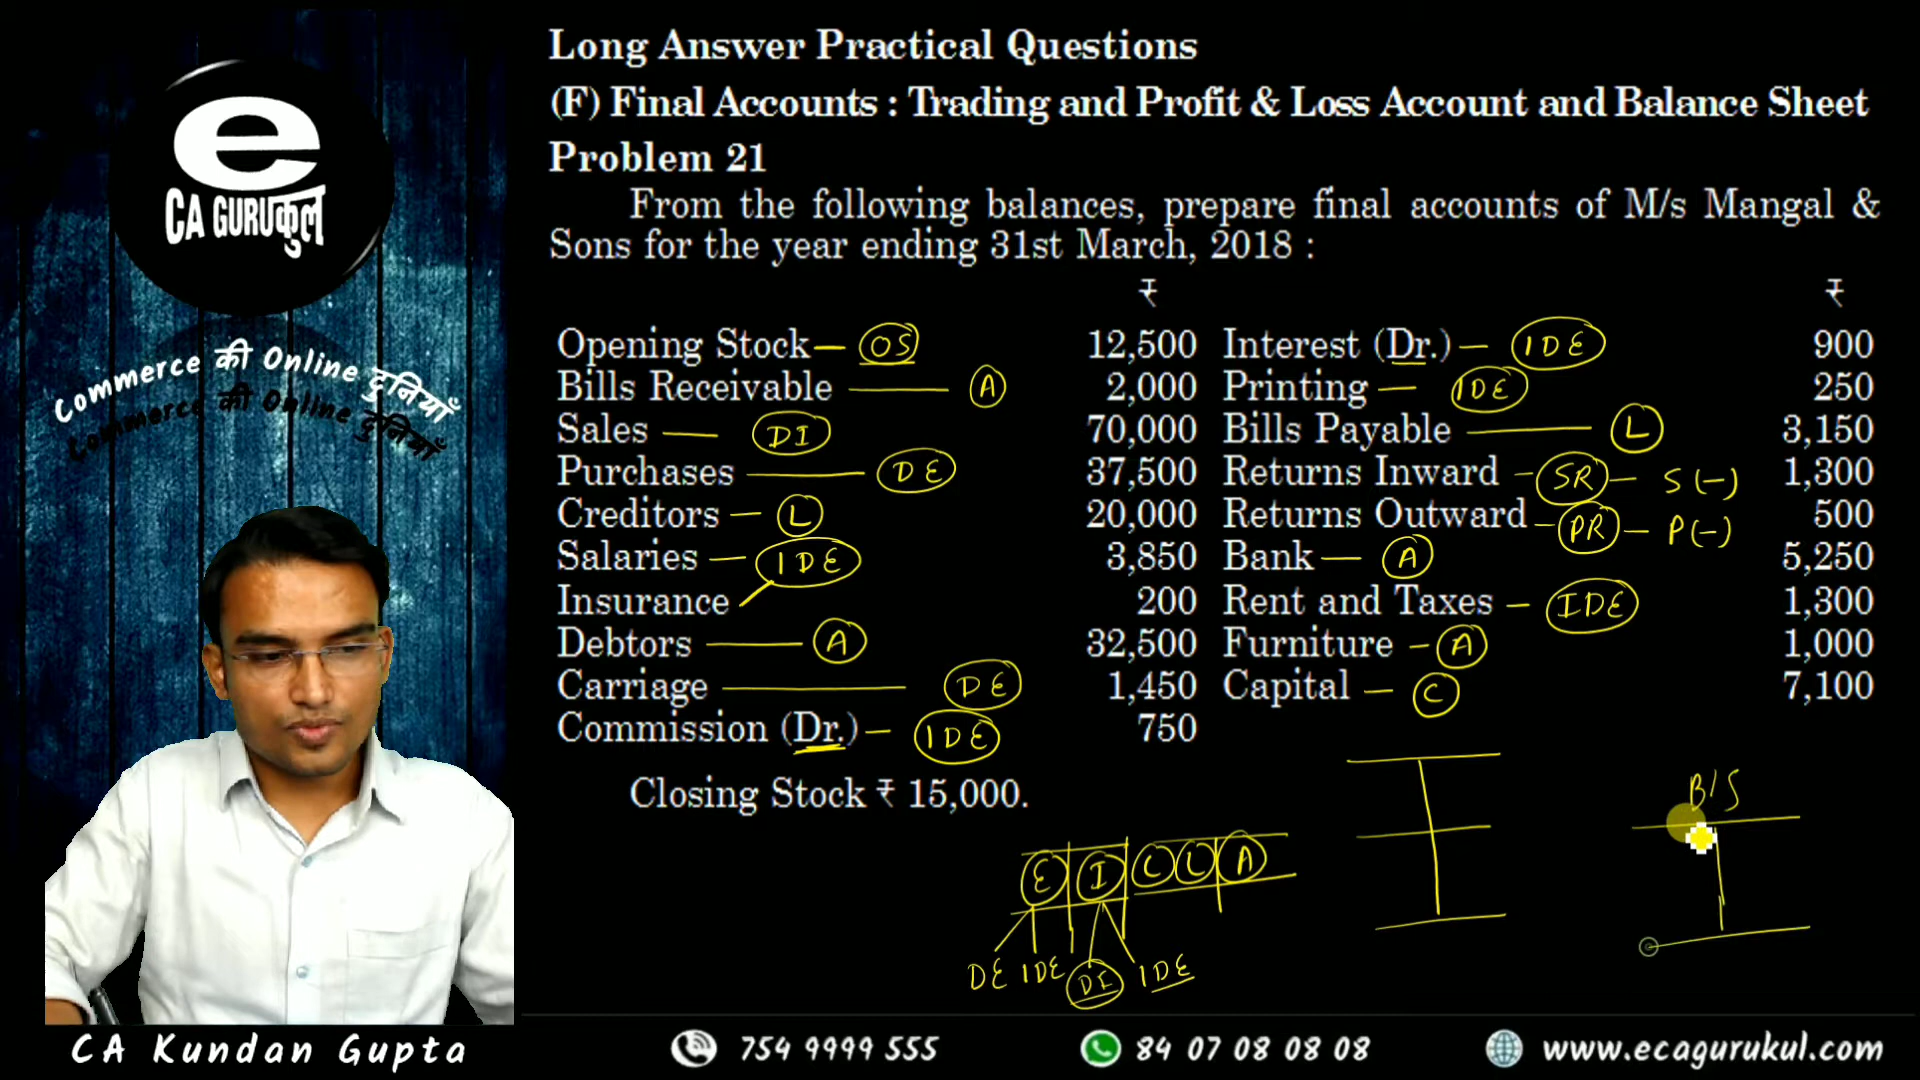 Long Answer Practical Questions
(F) Final Accounts : Trading and Profit & Loss Account and Balance Sheet
Problem 21
From the following balances, prepare final accounts of M/s Mangal &
Sons for the year ending 31st March, 2018 :
₹ ₹
Opening Stock — OS 12,500 Interest (Dr.) — IDE 900
Bills Receivable — A 2,000 Printing — IDE 250
Sales — DI 70,000 Bills Payable — L 3,150
Purchases — DE 37,500 Returns Inward — SR — S (-) 1,300
Creditors — L 20,000 Returns Outward — PR — P (-) 500
Salaries — IDE 3,850 Bank — A 5,250
Insurance 200 Rent and Taxes — IDE 1,300
Debtors — A 32,500 Furniture — A 1,000
Carriage — DE 1,450 Capital — C 7,100
Commission (Dr.) — IDE 750
Closing Stock ₹ 15,000.
B/S
E I C L A
DE IDE DE IDE
e
CA GURUकुल
Commerce की Online दुनियाँ
Commerce की Online दुनियाँ
CA Kundan Gupta
754 9999 555
84 07 08 08 08
www.ecagurukul.com